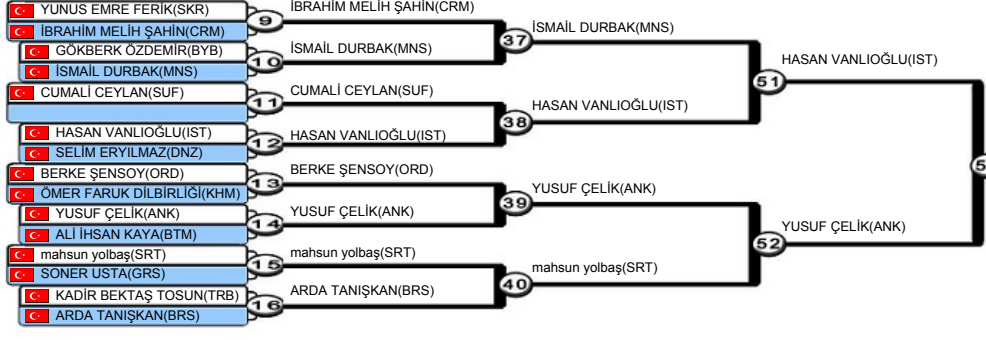 YUNUS EMRE FERİK(SKR)
İBRAHİM MELİH ŞAHİN(CRM)
9
İBRAHİM MELİH ŞAHİN(CRM)
GÖKBERK ÖZDEMİR(BYB)
İSMAİL DURBAK(MNS)
10
İSMAİL DURBAK(MNS)
37
İSMAİL DURBAK(MNS)
CUMALİ CEYLAN(SUF)
11
CUMALİ CEYLAN(SUF)
HASAN VANLIOĞLU(IST)
SELİM ERYILMAZ(DNZ)
12
HASAN VANLIOĞLU(IST)
38
HASAN VANLIOĞLU(IST)
51
HASAN VANLIOĞLU(IST)
BERKE ŞENSOY(ORD)
ÖMER FARUK DİLBİRLİĞİ(KHM)
13
BERKE ŞENSOY(ORD)
YUSUF ÇELİK(ANK)
ALİ İHSAN KAYA(BTM)
14
YUSUF ÇELİK(ANK)
39
YUSUF ÇELİK(ANK)
mahsun yolbaş(SRT)
SONER USTA(GRS)
15
mahsun yolbaş(SRT)
KADİR BEKTAŞ TOSUN(TRB)
ARDA TANIŞKAN(BRS)
16
ARDA TANIŞKAN(BRS)
40
mahsun yolbaş(SRT)
52
YUSUF ÇELİK(ANK)